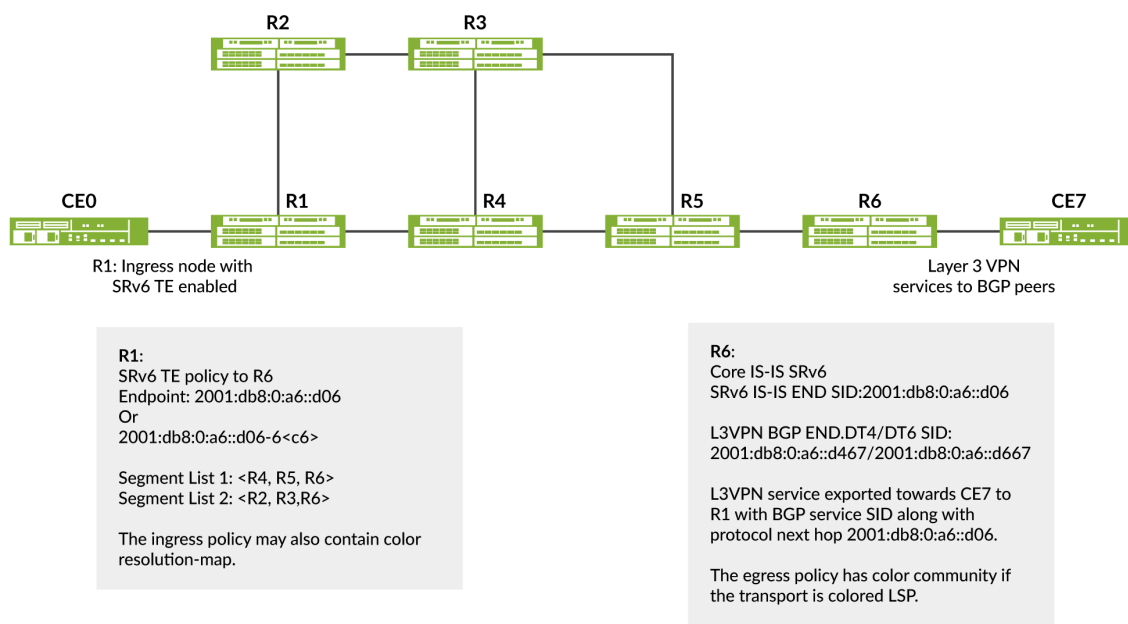 R2
R3
CE0
R1
R4
R5
R6
CE7
R1: Ingress node with
SRv6 TE enabled
Layer 3 VPN
services to BGP peers
R1:
SRv6 TE policy to R6
Endpoint: 2001:db8:0:a6::d06
Or
2001:db8:0:a6::d06-6<c6>
Segment List 1: <R4, R5, R6>
Segment List 2: <R2, R3,R6>
The ingress policy may also contain color
resolution-map.
R6:
Core IS-IS SRv6
SRv6 IS-IS END SID:2001:db8:0:a6::d06
L3VPN BGP END.DT4/DT6 SID:
2001:db8:0:a6::d467/2001:db8:0:a6::d667
L3VPN service exported towards CE7 to
R1 with BGP service SID along with
protocol next hop 2001:db8:0:a6::d06.
The egress policy has color community if
the transport is colored LSP.